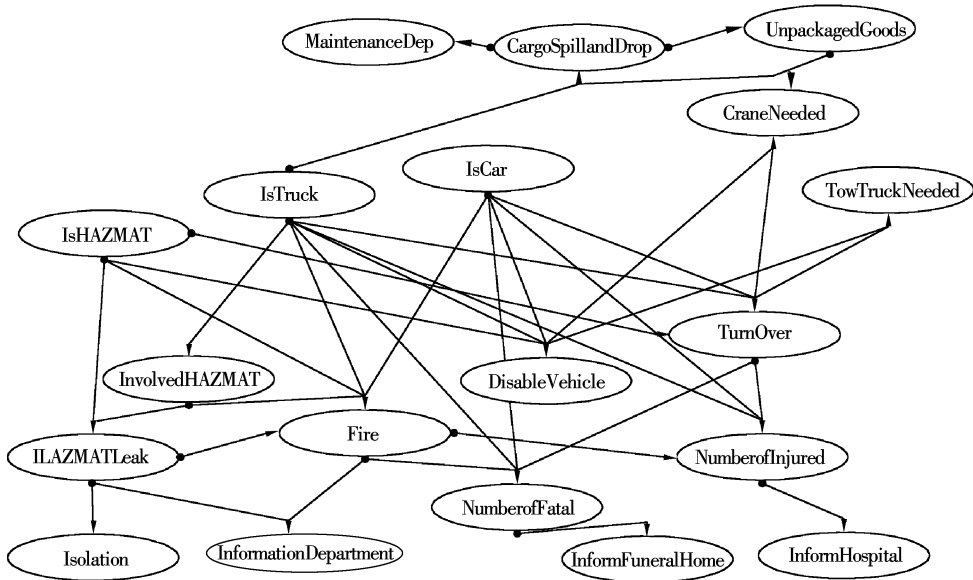 UnpackagedGoods
MaintenanceDep
CargoSpillandDrop
CraneNeeded
IsCar
IsTruck
TowTruckNeeded
IsHAZMAT
TurnOver
InvolvedHAZMAT
DisableVehicle
Fire
ILAZMATLeak
NumberofInjured
NumberofFatal
Isolation
InformationDepartment
InformFuneralHome
InformHospital